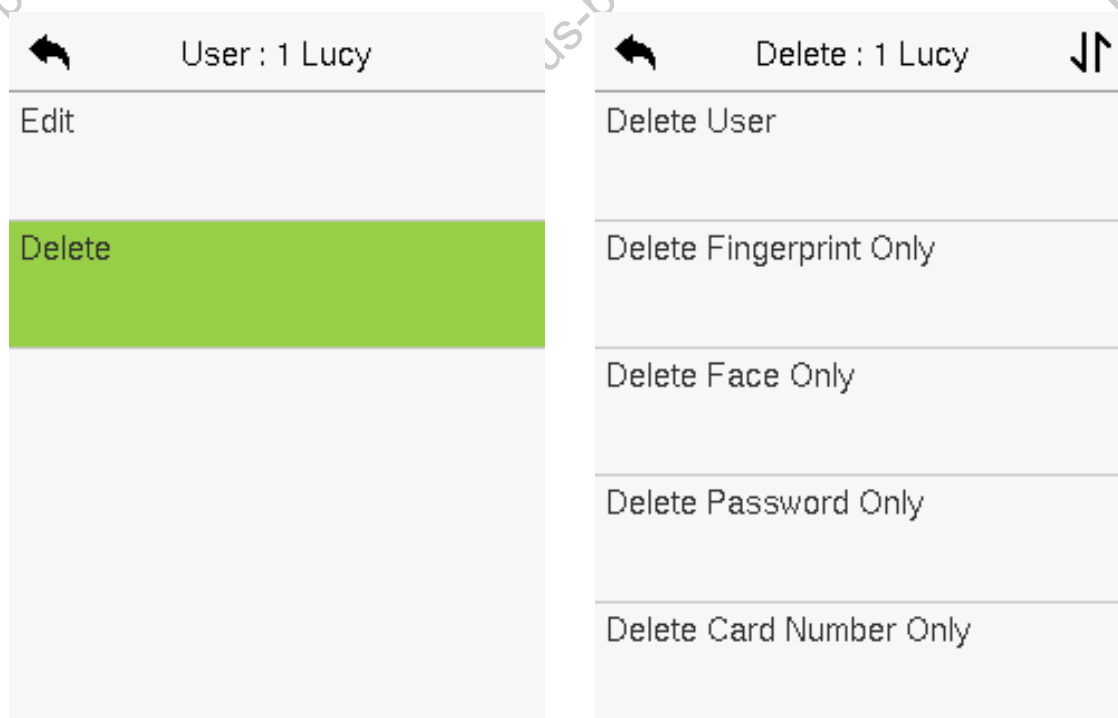 User : 1 Lucy
Edit
Delete
Delete : 1 Lucy
Delete User
Delete Fingerprint Only
Delete Face Only
Delete Password Only
Delete Card Number Only